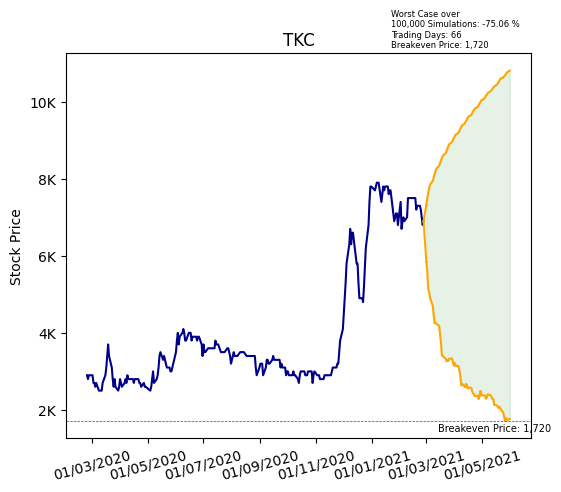 Worst Case over
100,000 Simulations: -75.06 %
Trading Days: 66
Breakeven Price: 1,720
TKC
Stock Price
10K
8K
6K
4K
2K
Breakeven Price: 1,720
01/03/2020
01/05/2020
01/07/2020
01/09/2020
01/11/2020
01/01/2021
01/03/2021
01/05/2021